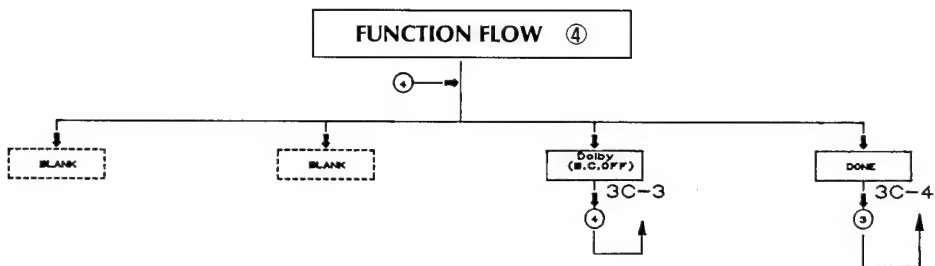 FUNCTION FLOW ④
4
BLANK
BLANK
Dolby
(B.C.OFF)
DONE
3C-3
3C-4
4
3